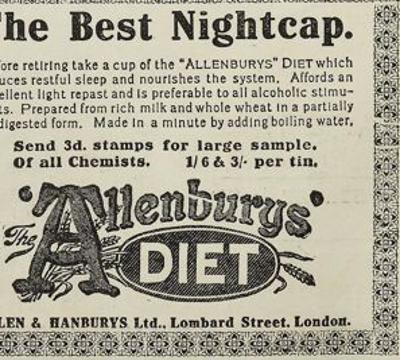 he Best Nightcap.
fore retiring take a cup of the "ALLENBURYS" DIET which
uces restful sleep and nourishes the system. Affords an
ellent light repast and is preferable to all alcoholic stimu-
ts. Prepared from rich milk and whole wheat in a partially
digested form. Made in a minute by adding boiling water.
Send 3d. stamps for large sample.
Of all Chemists. 1/6 & 3/- per tin.
The 'Allenburys'
DIET
LEN & HANBURYS Ltd., Lombard Street, London.